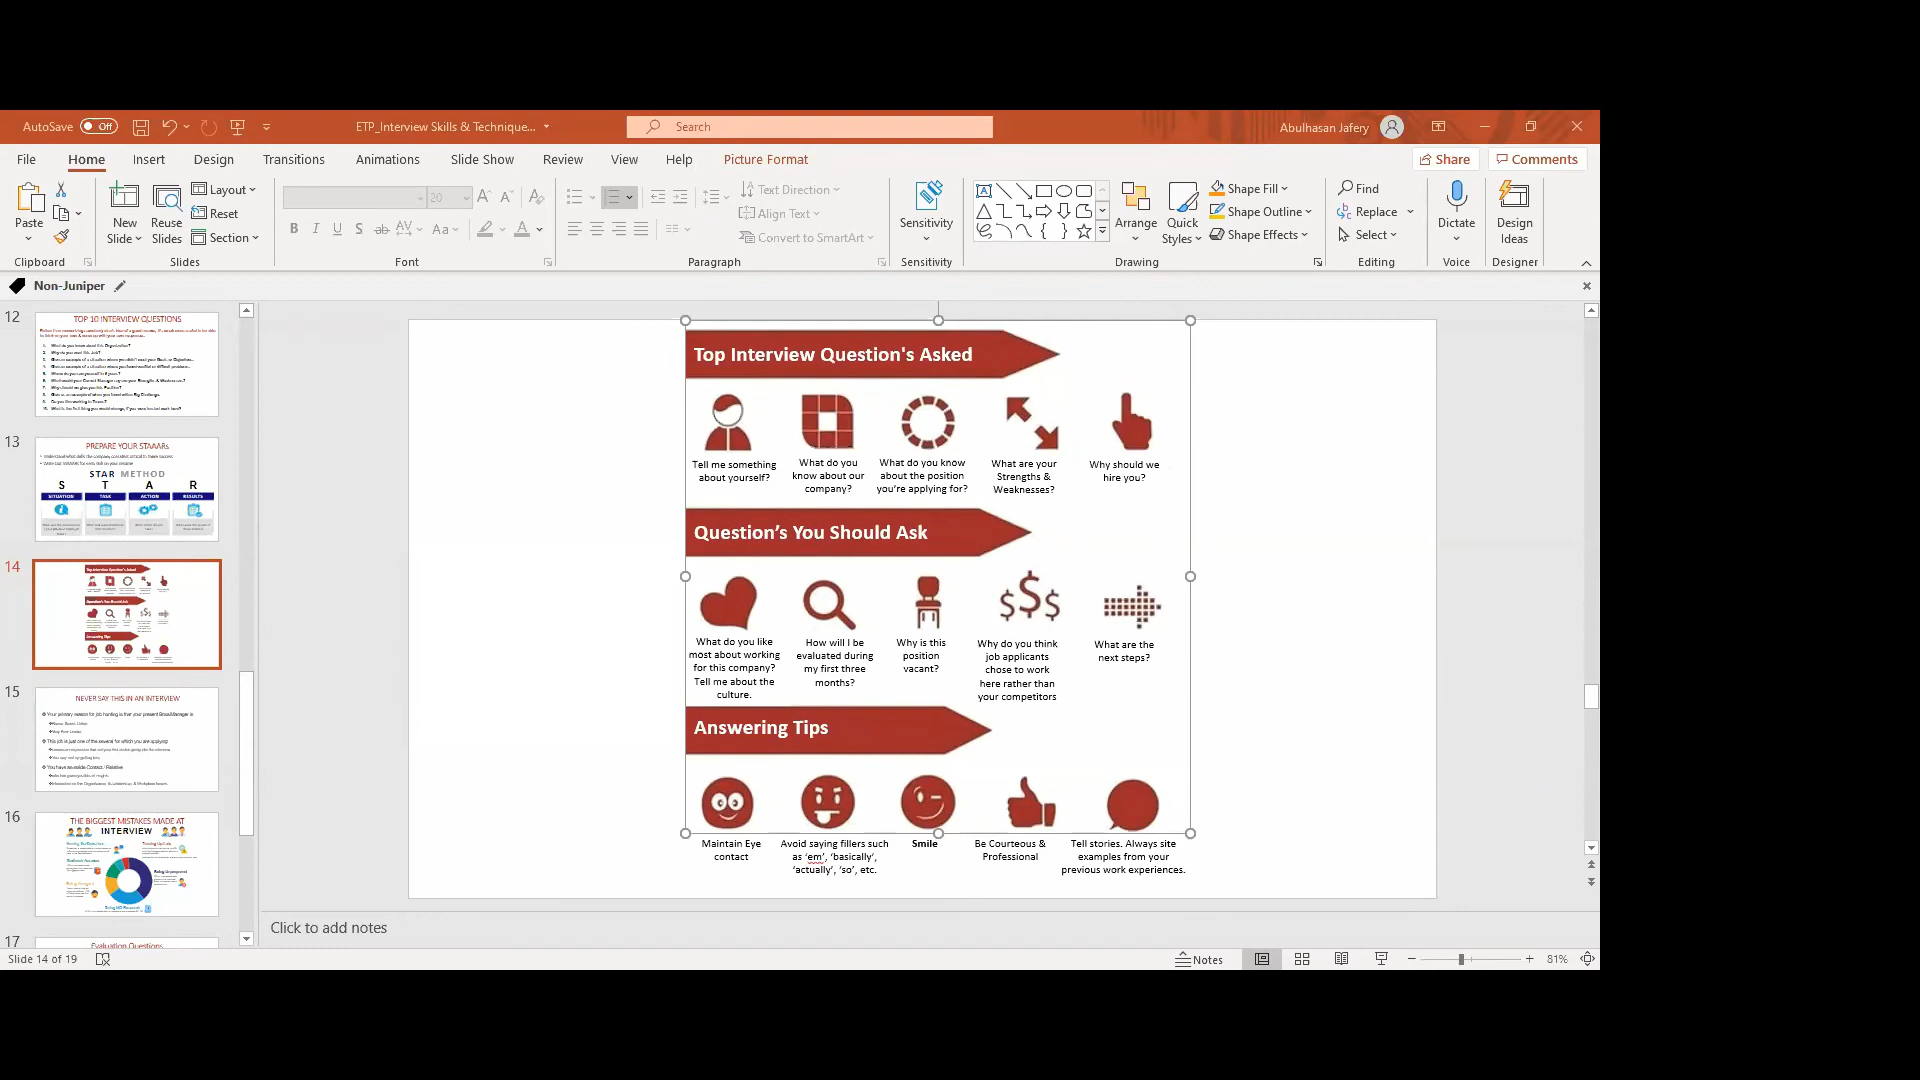 AutoSave Off ETP_Interview Skills & Technique... Search Abulhasan Jafery
File Home Insert Design Transitions Animations Slide Show Review View Help Picture Format Share Comments
Paste New Slide Reuse Slides Layout Reset Section
20
B I U S ab AV Aa A
Text Direction
Align Text
Convert to SmartArt
Sensitivity
Arrange Quick Styles
Shape Fill
Shape Outline
Shape Effects
Find
Replace
Select
Dictate
Design Ideas
Clipboard Slides Font Paragraph Sensitivity Drawing Editing Voice Designer
Non-Juniper
12
TOP 10 INTERVIEW QUESTIONS
13
PREPARE YOUR STAAARs
STAR METHOD
S T A R
SITUATION TASK ACTION RESULTS
14
15
NEVER SAY THIS IN AN INTERVIEW
16
THE BIGGEST MISTAKES MADE AT
INTERVIEW
17
Evaluation Questions
Top Interview Question's Asked
Tell me something
about yourself?
What do you
know about our
company?
What do you know
about the position
you're applying for?
What are your
Strengths &
Weaknesses?
Why should we
hire you?
Question's You Should Ask
What do you like
most about working
for this company?
Tell me about the
culture.
How will I be
evaluated during
my first three
months?
Why is this
position
vacant?
Why do you think
job applicants
chose to work
here rather than
your competitors
What are the
next steps?
Answering Tips
Maintain Eye
contact
Avoid saying fillers such
as 'em', 'basically',
'actually', 'so', etc.
Smile
Be Courteous &
Professional
Tell stories. Always site
examples from your
previous work experiences.
Click to add notes
Slide 14 of 19 Notes 81%